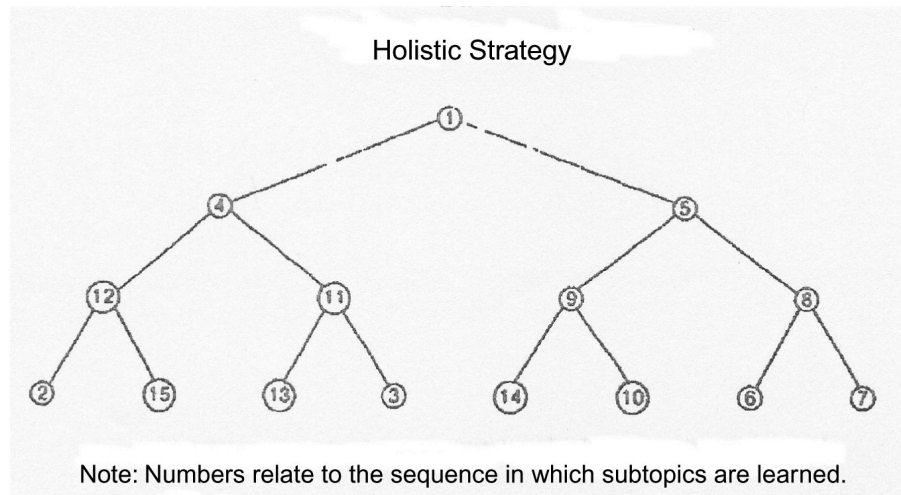 Holistic Strategy
1
4 5
12 11 9 8
2 15 13 3 14 10 6 7
Note: Numbers relate to the sequence in which subtopics are learned.